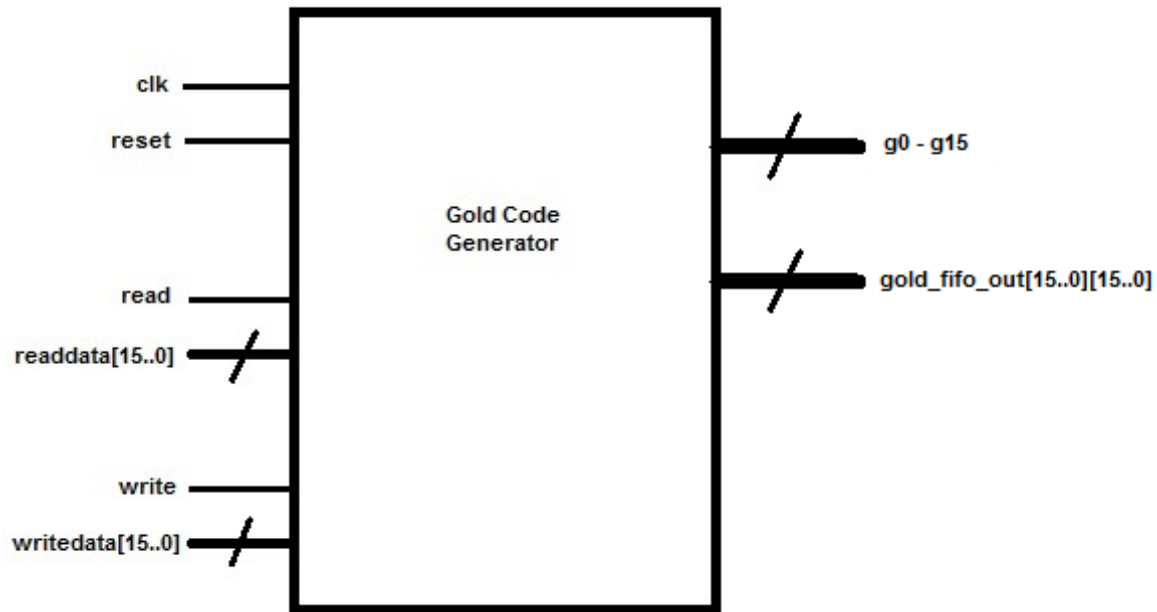 clk
reset
read
readdata[15..0]
write
writedata[15..0]
Gold Code
Generator
g0 - g15
gold_fifo_out[15..0][15..0]